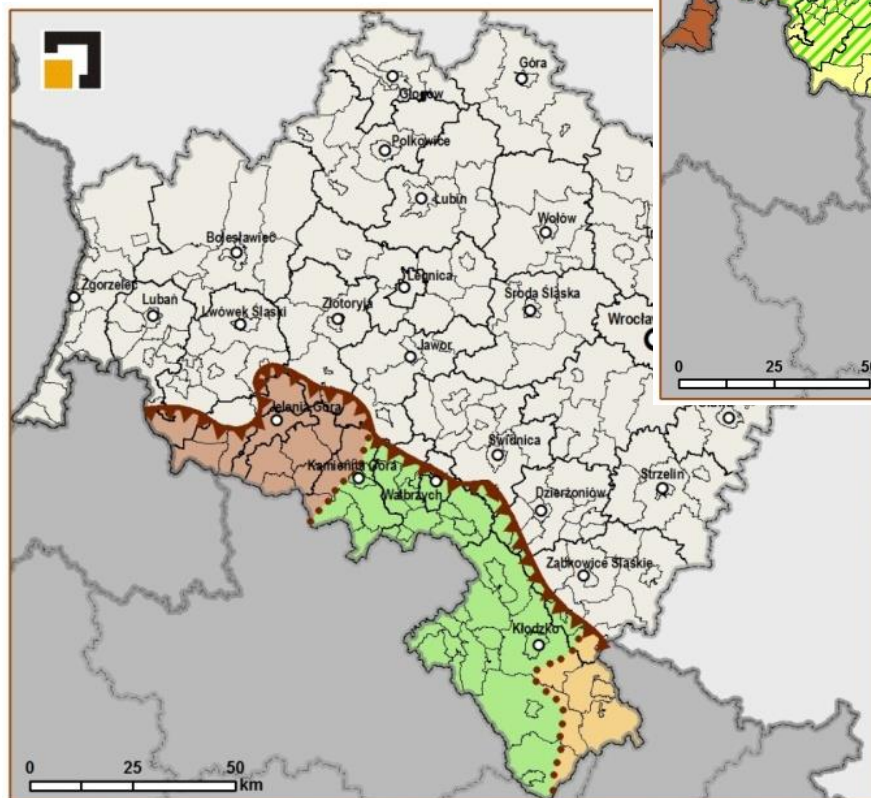 Góra
Głogów
Polkowice
Lubin
Wołów
Bolesławiec
Legnica
Zgorzelec
Lubań
Lwówek Śląski
Złotoryja
Środa Śląska
Wrocław
Jawor
0 25 50
Jelenia Góra
Świdnica
Kamienna Góra
Wałbrzych
Strzelin
Dzierżoniów
Ząbkowice Śląskie
Kłodzko
0 25 50
km